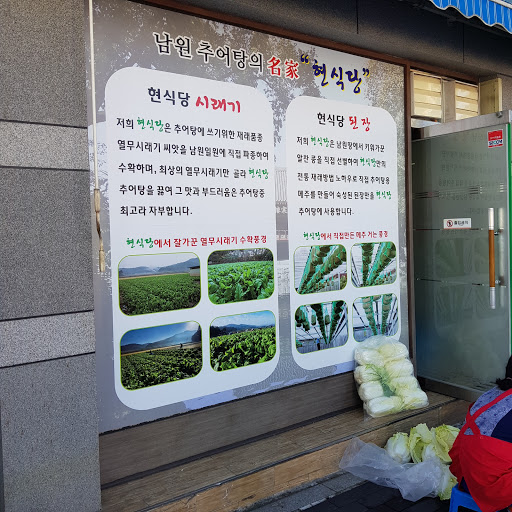 남원 추어탕의 名家 "현식당"
현식당 시래기
저희 현식당은 추어탕에 쓰기위한 재래품종
열무시래기 씨앗을 남원일원에 직접 파종하여
수확하며, 최상의 열무시래기만 골라 현식당
추어탕을 끓여 그 맛과 부드러움은 추어탕중
최고라 자부합니다.
현식당에서 잘가꾼 열무시래기 수확풍경
현식당 된장
저희 현식당은 남원땅에서 키워가꾼
알찬 콩을 직접 선별하여 현식당만의
전통 재래방법 노하우로 직접 추어탕용
메주를 만들어 숙성된 된장만을 현식당
추어탕에 사용합니다.
현식당에서 직접만든 메주 거는 풍경